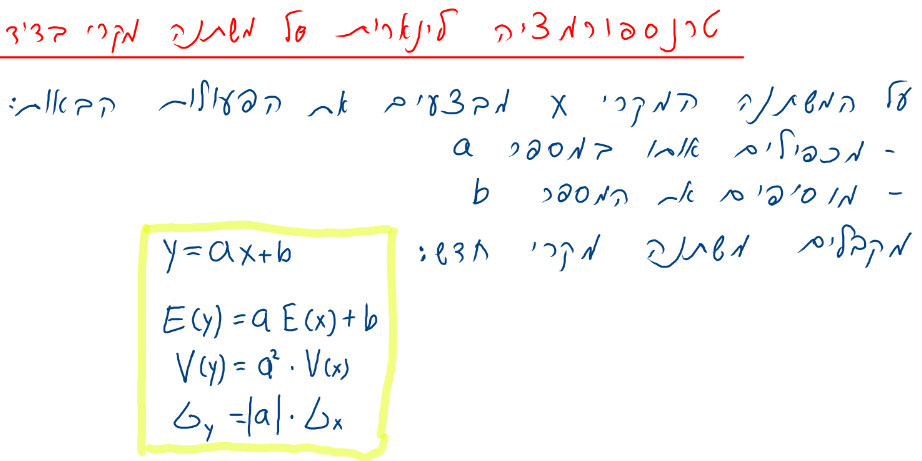 טרנספורמציה לינארית של משתנה מקרי בדיד
על המשתנה המקרי x מבצעים את הפעולות הבאות:
- מכפילים אותו במספר a
- מוסיפים את המספר b
מקבלים משתנה מקרי חדש:
y=ax+b
E(y)=a E(x)+b
V(y)=a²·V(x)
σy=|a|·σx